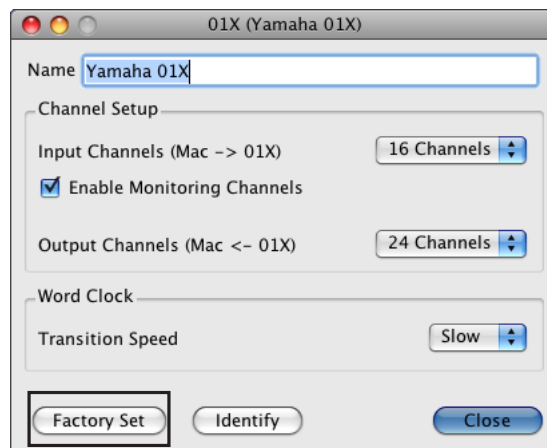 01X (Yamaha 01X)
Name Yamaha 01X
Channel Setup
Input Channels (Mac -> 01X) 16 Channels
Enable Monitoring Channels
Output Channels (Mac <- 01X) 24 Channels
Word Clock
Transition Speed Slow
Factory Set Identify Close